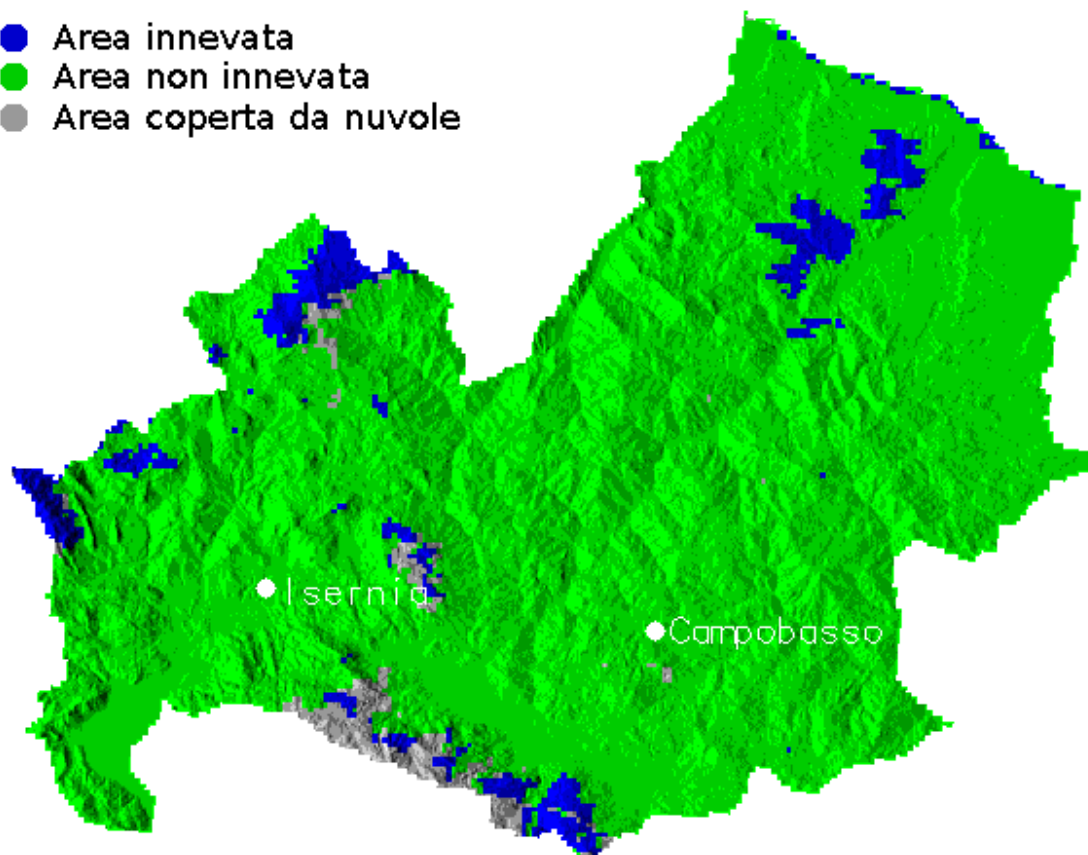 Area innevata
Area non innevata
Area coperta da nuvole
Isernia
Campobasso